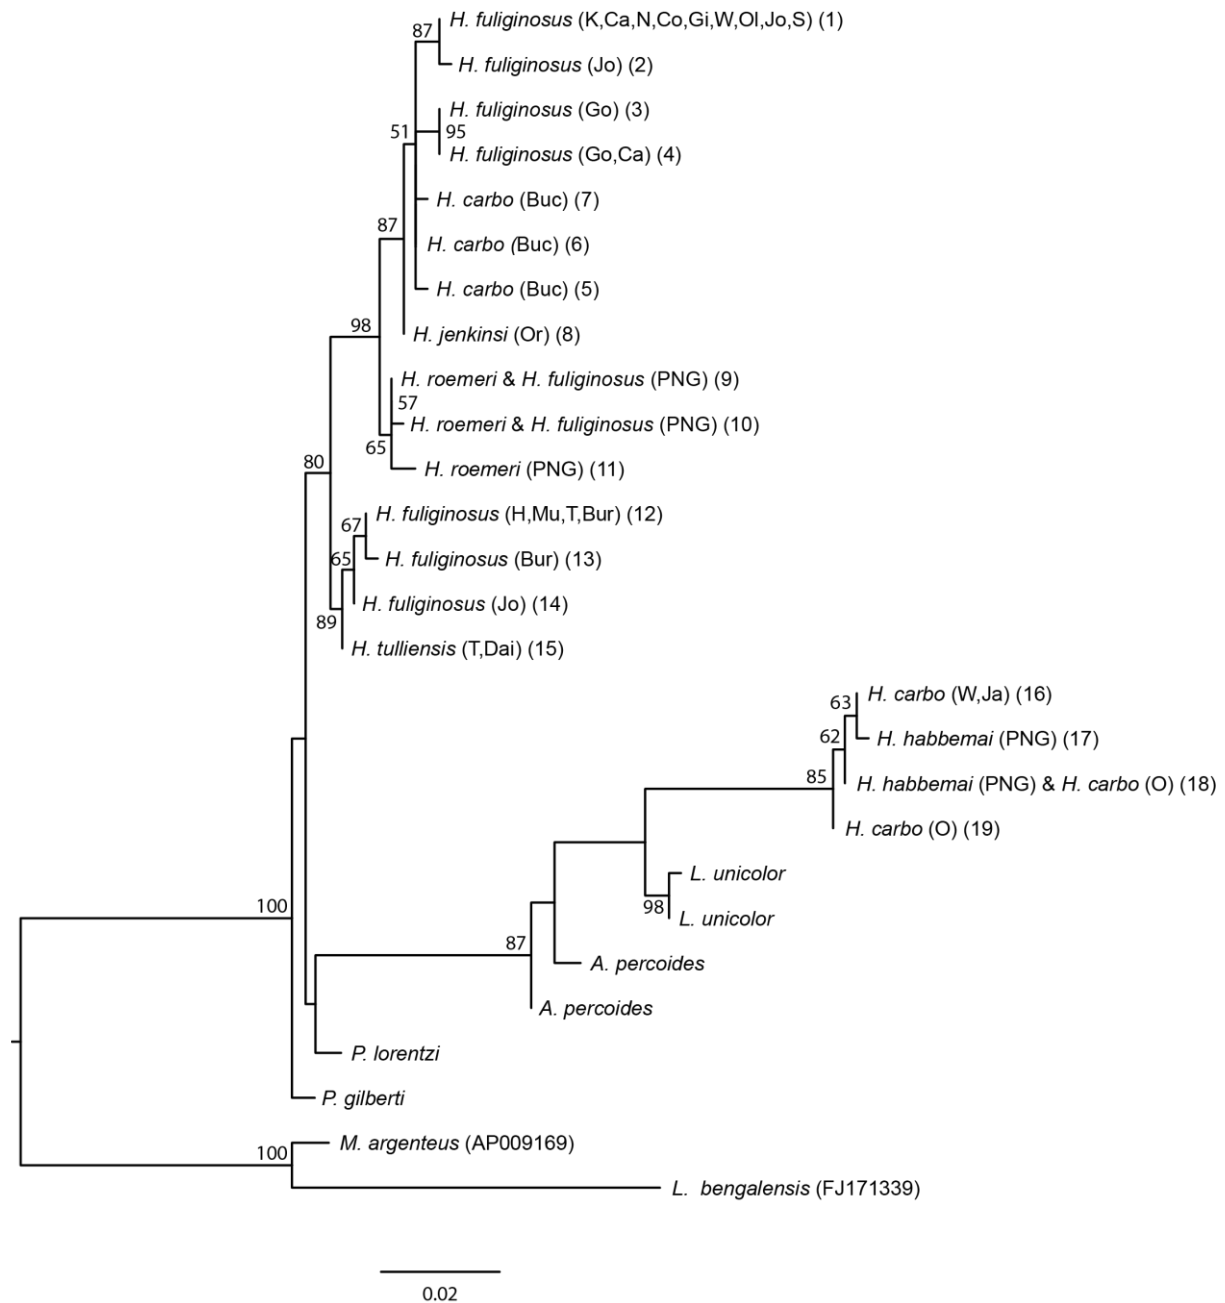 87
H. fuliginosus (K,Ca,N,Co,Gi,W,Ol,Jo,S) (1)
H. fuliginosus (Jo) (2)
H. fuliginosus (Go) (3)
51
95
H. fuliginosus (Go,Ca) (4)
H. carbo (Buc) (7)
87
H. carbo (Buc) (6)
H. carbo (Buc) (5)
98
H. jenkinsi (Or) (8)
H. roemeri & H. fuliginosus (PNG) (9)
57
H. roemeri & H. fuliginosus (PNG) (10)
65
80
H. roemeri (PNG) (11)
H. fuliginosus (H,Mu,T,Bur) (12)
67
65
H. fuliginosus (Bur) (13)
H. fuliginosus (Jo) (14)
89
H. tulliensis (T,Dai) (15)
H. carbo (W,Ja) (16)
63
62
H. habbemai (PNG) (17)
85
H. habbemai (PNG) & H. carbo (O) (18)
H. carbo (O) (19)
L. unicolor
98
100
L. unicolor
87
A. percoides
A. percoides
P. lorentzi
P. gilberti
100
M. argenteus (AP009169)
L. bengalensis (FJ171339)
0.02